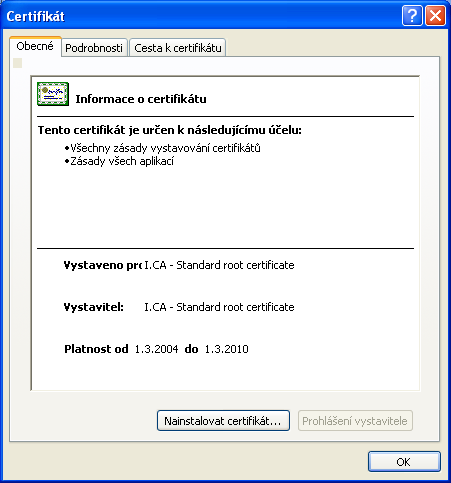 Certifikát
Obecné Podrobnosti Cesta k certifikátu
Informace o certifikátu
Tento certifikát je určen k následujícímu účelu:
•Všechny zásady vystavování certifikátů
•Zásady všech aplikací
Vystaveno pro I.CA - Standard root certificate
Vystavitel: I.CA - Standard root certificate
Platnost od 1.3.2004 do 1.3.2010
Nainstalovat certifikát... Prohlášení vystavitele
OK